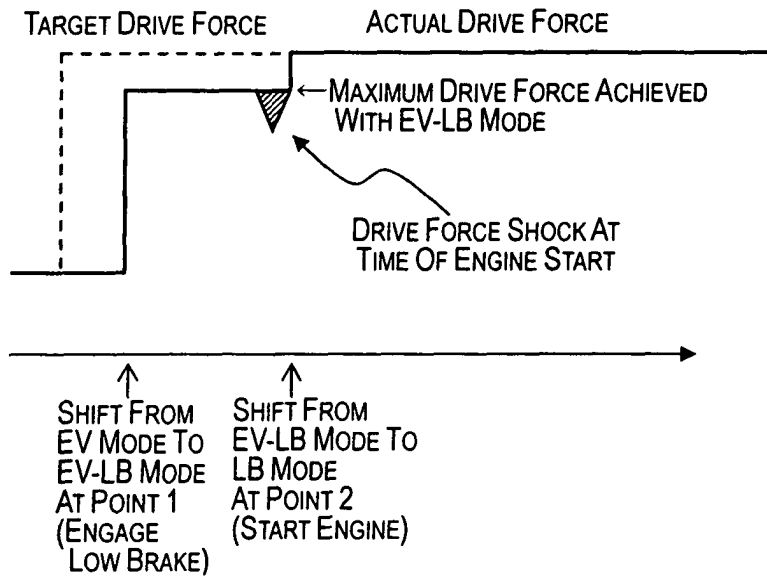 TARGET DRIVE FORCE
ACTUAL DRIVE FORCE
←MAXIMUM DRIVE FORCE ACHIEVED
WITH EV-LB MODE
DRIVE FORCE SHOCK AT
TIME OF ENGINE START
SHIFT FROM
EV MODE TO
EV-LB MODE
AT POINT 1
(ENGAGE
LOW BRAKE)
SHIFT FROM
EV-LB MODE TO
LB MODE
AT POINT 2
(START ENGINE)